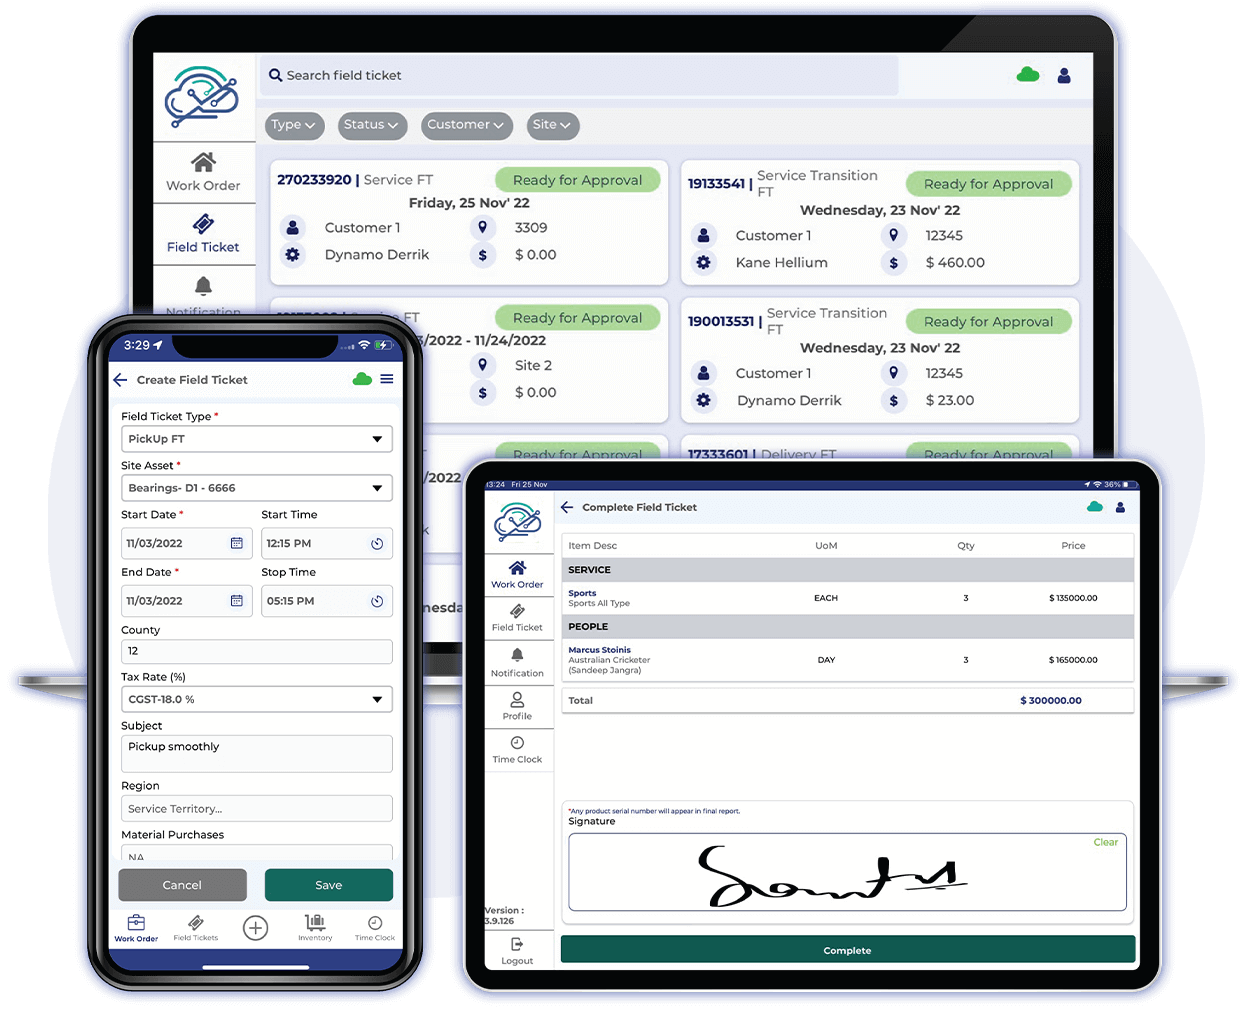 Search field ticket
Type
Status
Customer
Site
Work Order
Field Ticket
Notification
270233920 | Service FT
Ready for Approval
Friday, 25 Nov' 22
Customer 1
3309
Dynamo Derrik
$ 0.00
19133541 | Service Transition FT
Ready for Approval
Wednesday, 23 Nov' 22
Customer 1
12345
Kane Hellium
$ 460.00
FT
Ready for Approval
/2022 - 11/24/2022
Site 2
$ 0.00
190013531 | Service Transition FT
Ready for Approval
Wednesday, 23 Nov' 22
Customer 1
12345
Dynamo Derrik
$ 23.00
Ready for Approval
/2022
17333601 | Delivery FT
Ready for Approval
3:29
Create Field Ticket
Field Ticket Type *
PickUp FT
Site Asset *
Bearings- D1 - 6666
Start Date *
Start Time
11/03/2022
12:15 PM
End Date *
Stop Time
11/03/2022
05:15 PM
County
12
Tax Rate (%)
CGST-18.0 %
Subject
Pickup smoothly
Region
Service Territory...
Material Purchases
NA
Cancel
Save
Work Order
Field Tickets
Inventory
Time Clock
13:24 Fri 25 Nov
36%
Complete Field Ticket
Work Order
Field Ticket
Notification
Profile
Time Clock
Version :
3.9.126
Logout
Item Desc
UoM
Qty
Price
SERVICE
Sports
Sports All Type
EACH
3
$ 135000.00
PEOPLE
Marcus Stoinis
Australian Cricketer
(Sandeep Jangra)
DAY
3
$ 165000.00
Total
$ 300000.00
*Any product serial number will appear in final report.
Signature
Clear
Complete